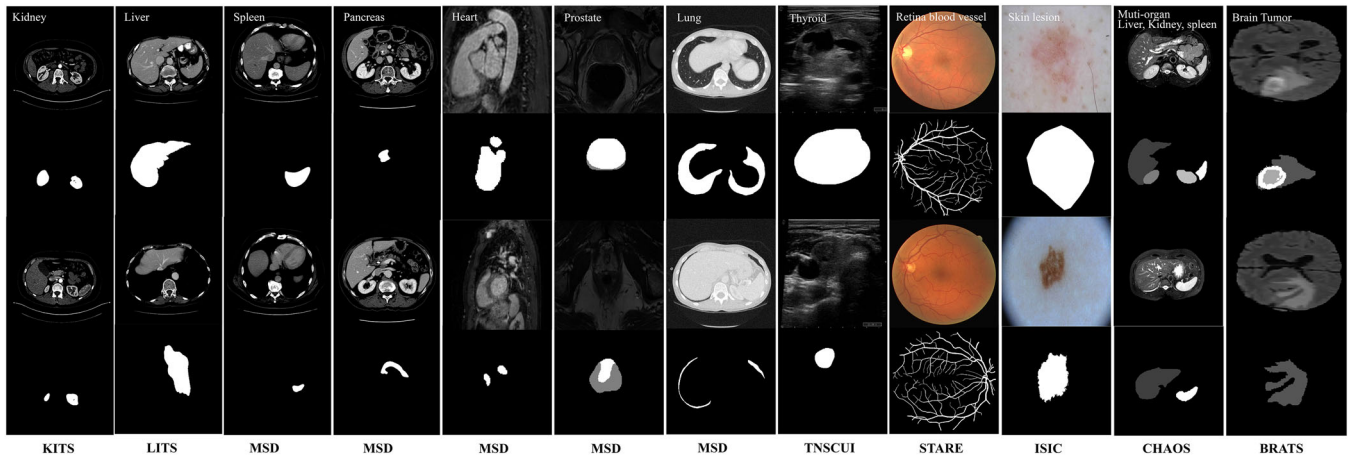 Kidney
Liver
Spleen
Pancreas
Heart
Prostate
Lung
Thyroid
Retina blood vessel
Skin lesion
Muti-organ
Liver, Kidney, spleen
Brain Tumor
KITS
LITS
MSD
MSD
MSD
MSD
MSD
TNSCUI
STARE
ISIC
CHAOS
BRATS